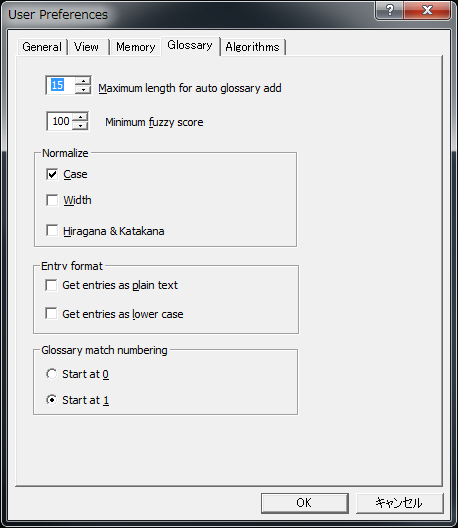 User Preferences
General View Memory Glossary Algorithms
15 Maximum length for auto glossary add
100 Minimum fuzzy score
Normalize
Case
Width
Hiragana & Katakana
Entry format
Get entries as plain text
Get entries as lower case
Glossary match numbering
Start at 0
Start at 1
OK キャンセル